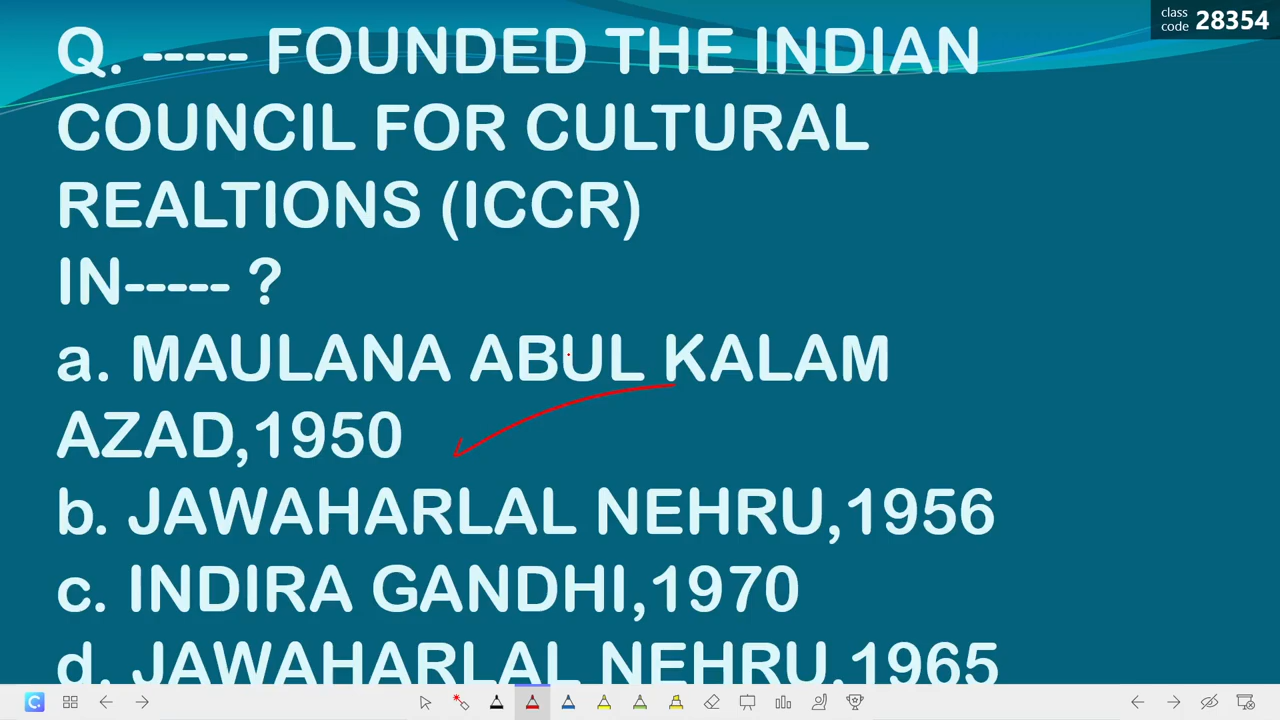 class code 28354
Q. ----- FOUNDED THE INDIAN
COUNCIL FOR CULTURAL
REALTIONS (ICCR)
IN----- ?
a. MAULANA ABUL KALAM
AZAD,1950
b. JAWAHARLAL NEHRU,1956
c. INDIRA GANDHI,1970
d. JAWAHARLAL NEHRU,1965